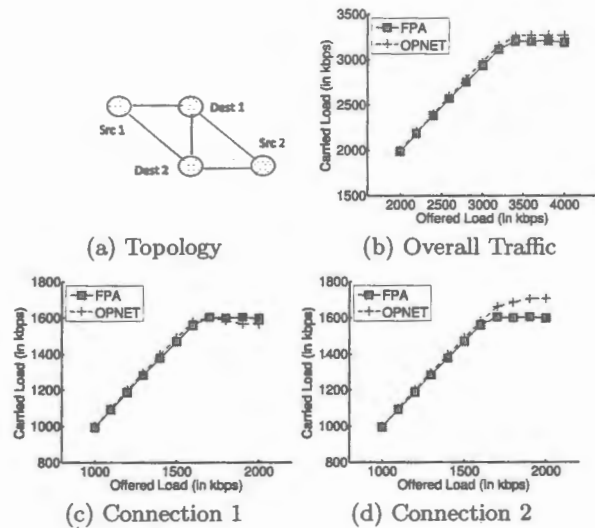 Src 1
Dest 1
Dest 2
Src 2
(a) Topology
FPA
OPNET
Carried Load (in kbps)
3500
3000
2500
2000
1500
2000 2500 3000 3500 4000
Offered Load (in kbps)
(b) Overall Traffic
FPA
OPNET
Carried Load (in kbps)
1800
1600
1400
1200
1000
800
1000 1500 2000
Offered Load (in kbps)
(c) Connection 1
FPA
OPNET
Carried Load (in kbps)
1800
1600
1400
1200
1000
800
1000 1500 2000
Offered Load (in kbps)
(d) Connection 2